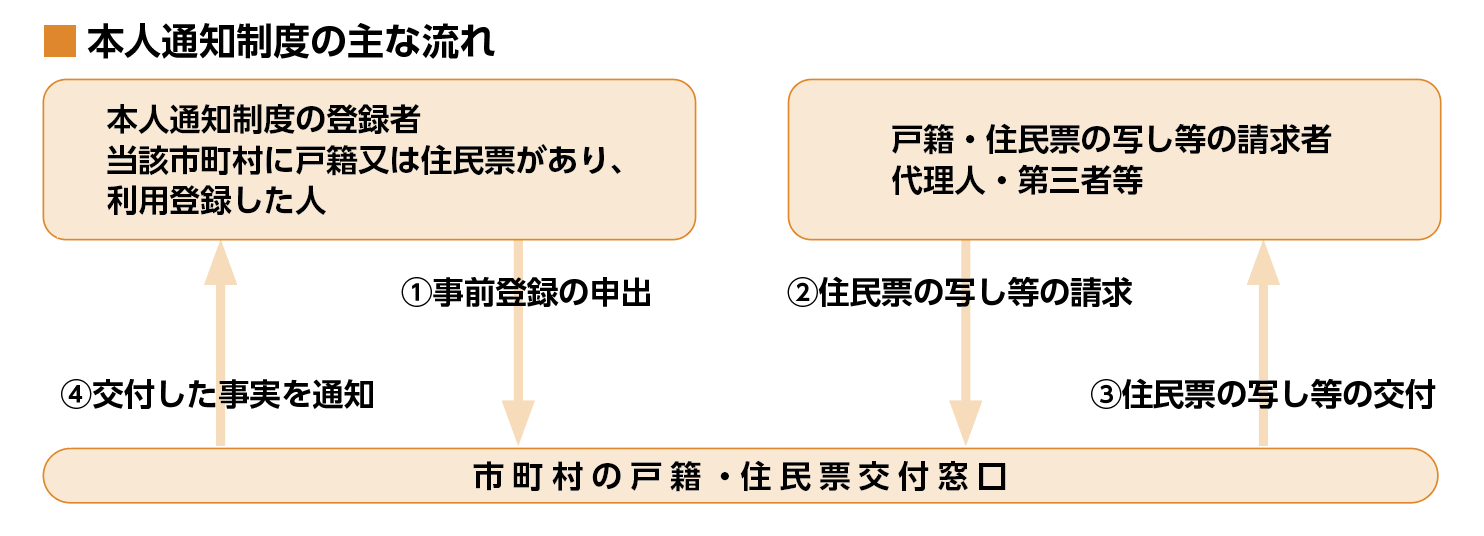 本人通知制度の主な流れ
本人通知制度の登録者
当該市町村に戸籍又は住民票があり、
利用登録した人
戸籍・住民票の写し等の請求者
代理人・第三者等
①事前登録の申出
②住民票の写し等の請求
④交付した事実を通知
③住民票の写し等の交付
市町村の戸籍・住民票交付窓口